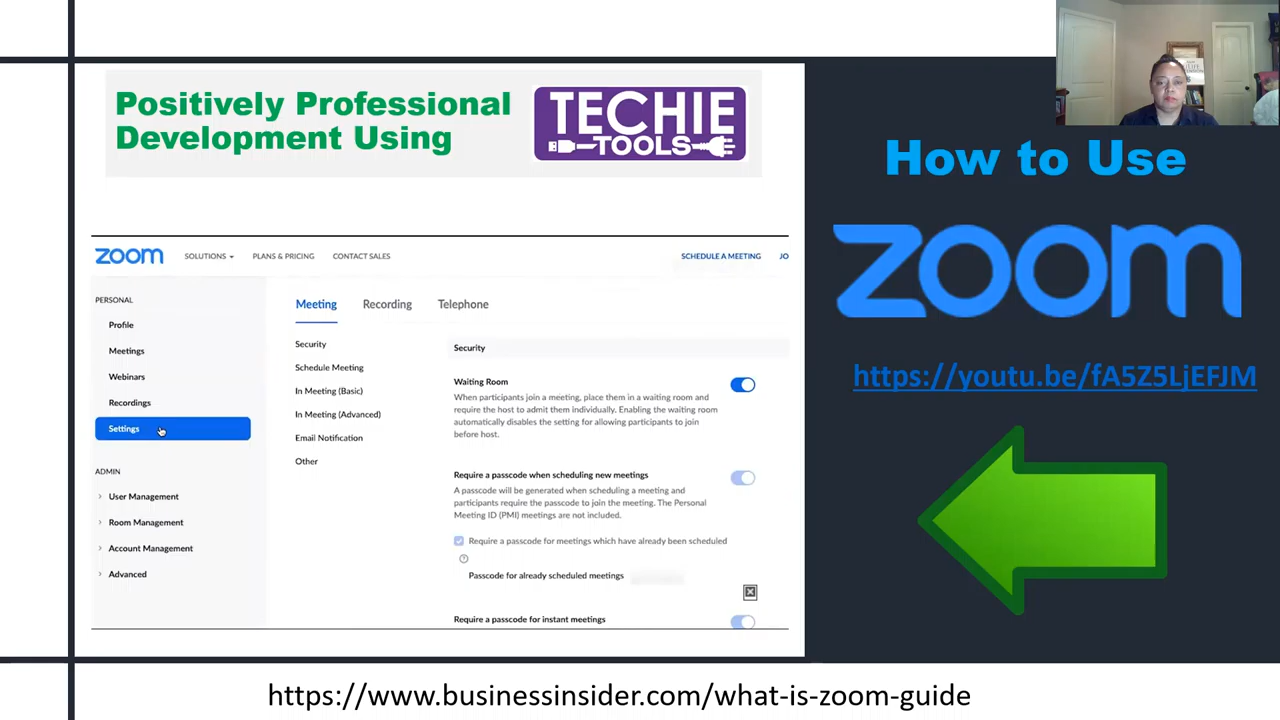 Positively Professional
Development Using
TECHIE
TOOLS
How to Use
zoom
https://youtu.be/fA5Z5LjEFJM
zoom SOLUTIONS PLANS & PRICING CONTACT SALES SCHEDULE A MEETING JO
PERSONAL
Profile
Meetings
Webinars
Recordings
Settings
ADMIN
User Management
Room Management
Account Management
Advanced
Meeting Recording Telephone
Security
Schedule Meeting
In Meeting (Basic)
In Meeting (Advanced)
Email Notification
Other
Security
Waiting Room
When participants join a meeting, place them in a waiting room and
require the host to admit them individually. Enabling the waiting room
automatically disables the setting for allowing participants to join
before host.
Require a passcode when scheduling new meetings
A passcode will be generated when scheduling a meeting and
participants require the passcode to join the meeting. The Personal
Meeting ID (PMI) meetings are not included.
Require a passcode for meetings which have already been scheduled
Passcode for already scheduled meetings
Require a passcode for instant meetings
https://www.businessinsider.com/what-is-zoom-guide